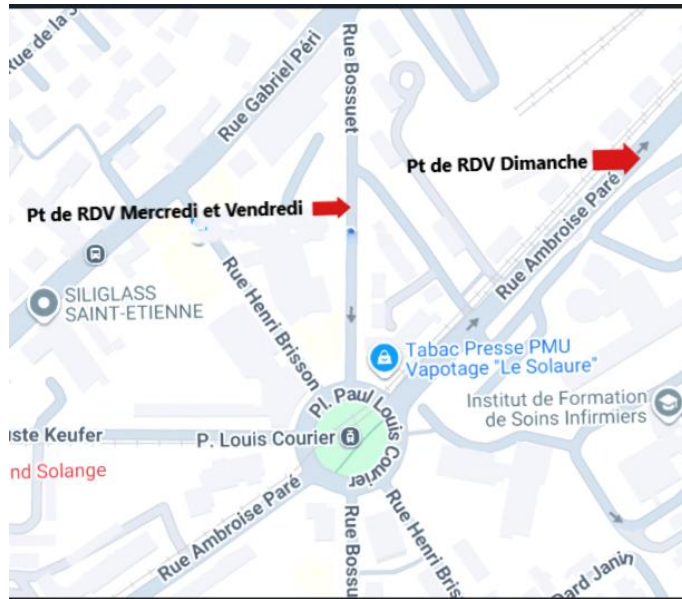 Rue de la J
Rue Gabriel Péri
Rue Bossuet
Pt de RDV Dimanche
Pt de RDV Mercredi et Vendredi
Rue Ambroise Paré
SILIGLASS
SAINT-ETIENNE
Rue Henri Brisson
Tabac Presse PMU
Vapotage "Le Solaure"
Institut de Formation
de Soins Infirmiers
Pl. Paul Louis Courier
uste Keufer
P. Louis Courier
nd Solange
Rue Ambroise Paré
Rue Bossu
Rue Henri Bris
ard Janin